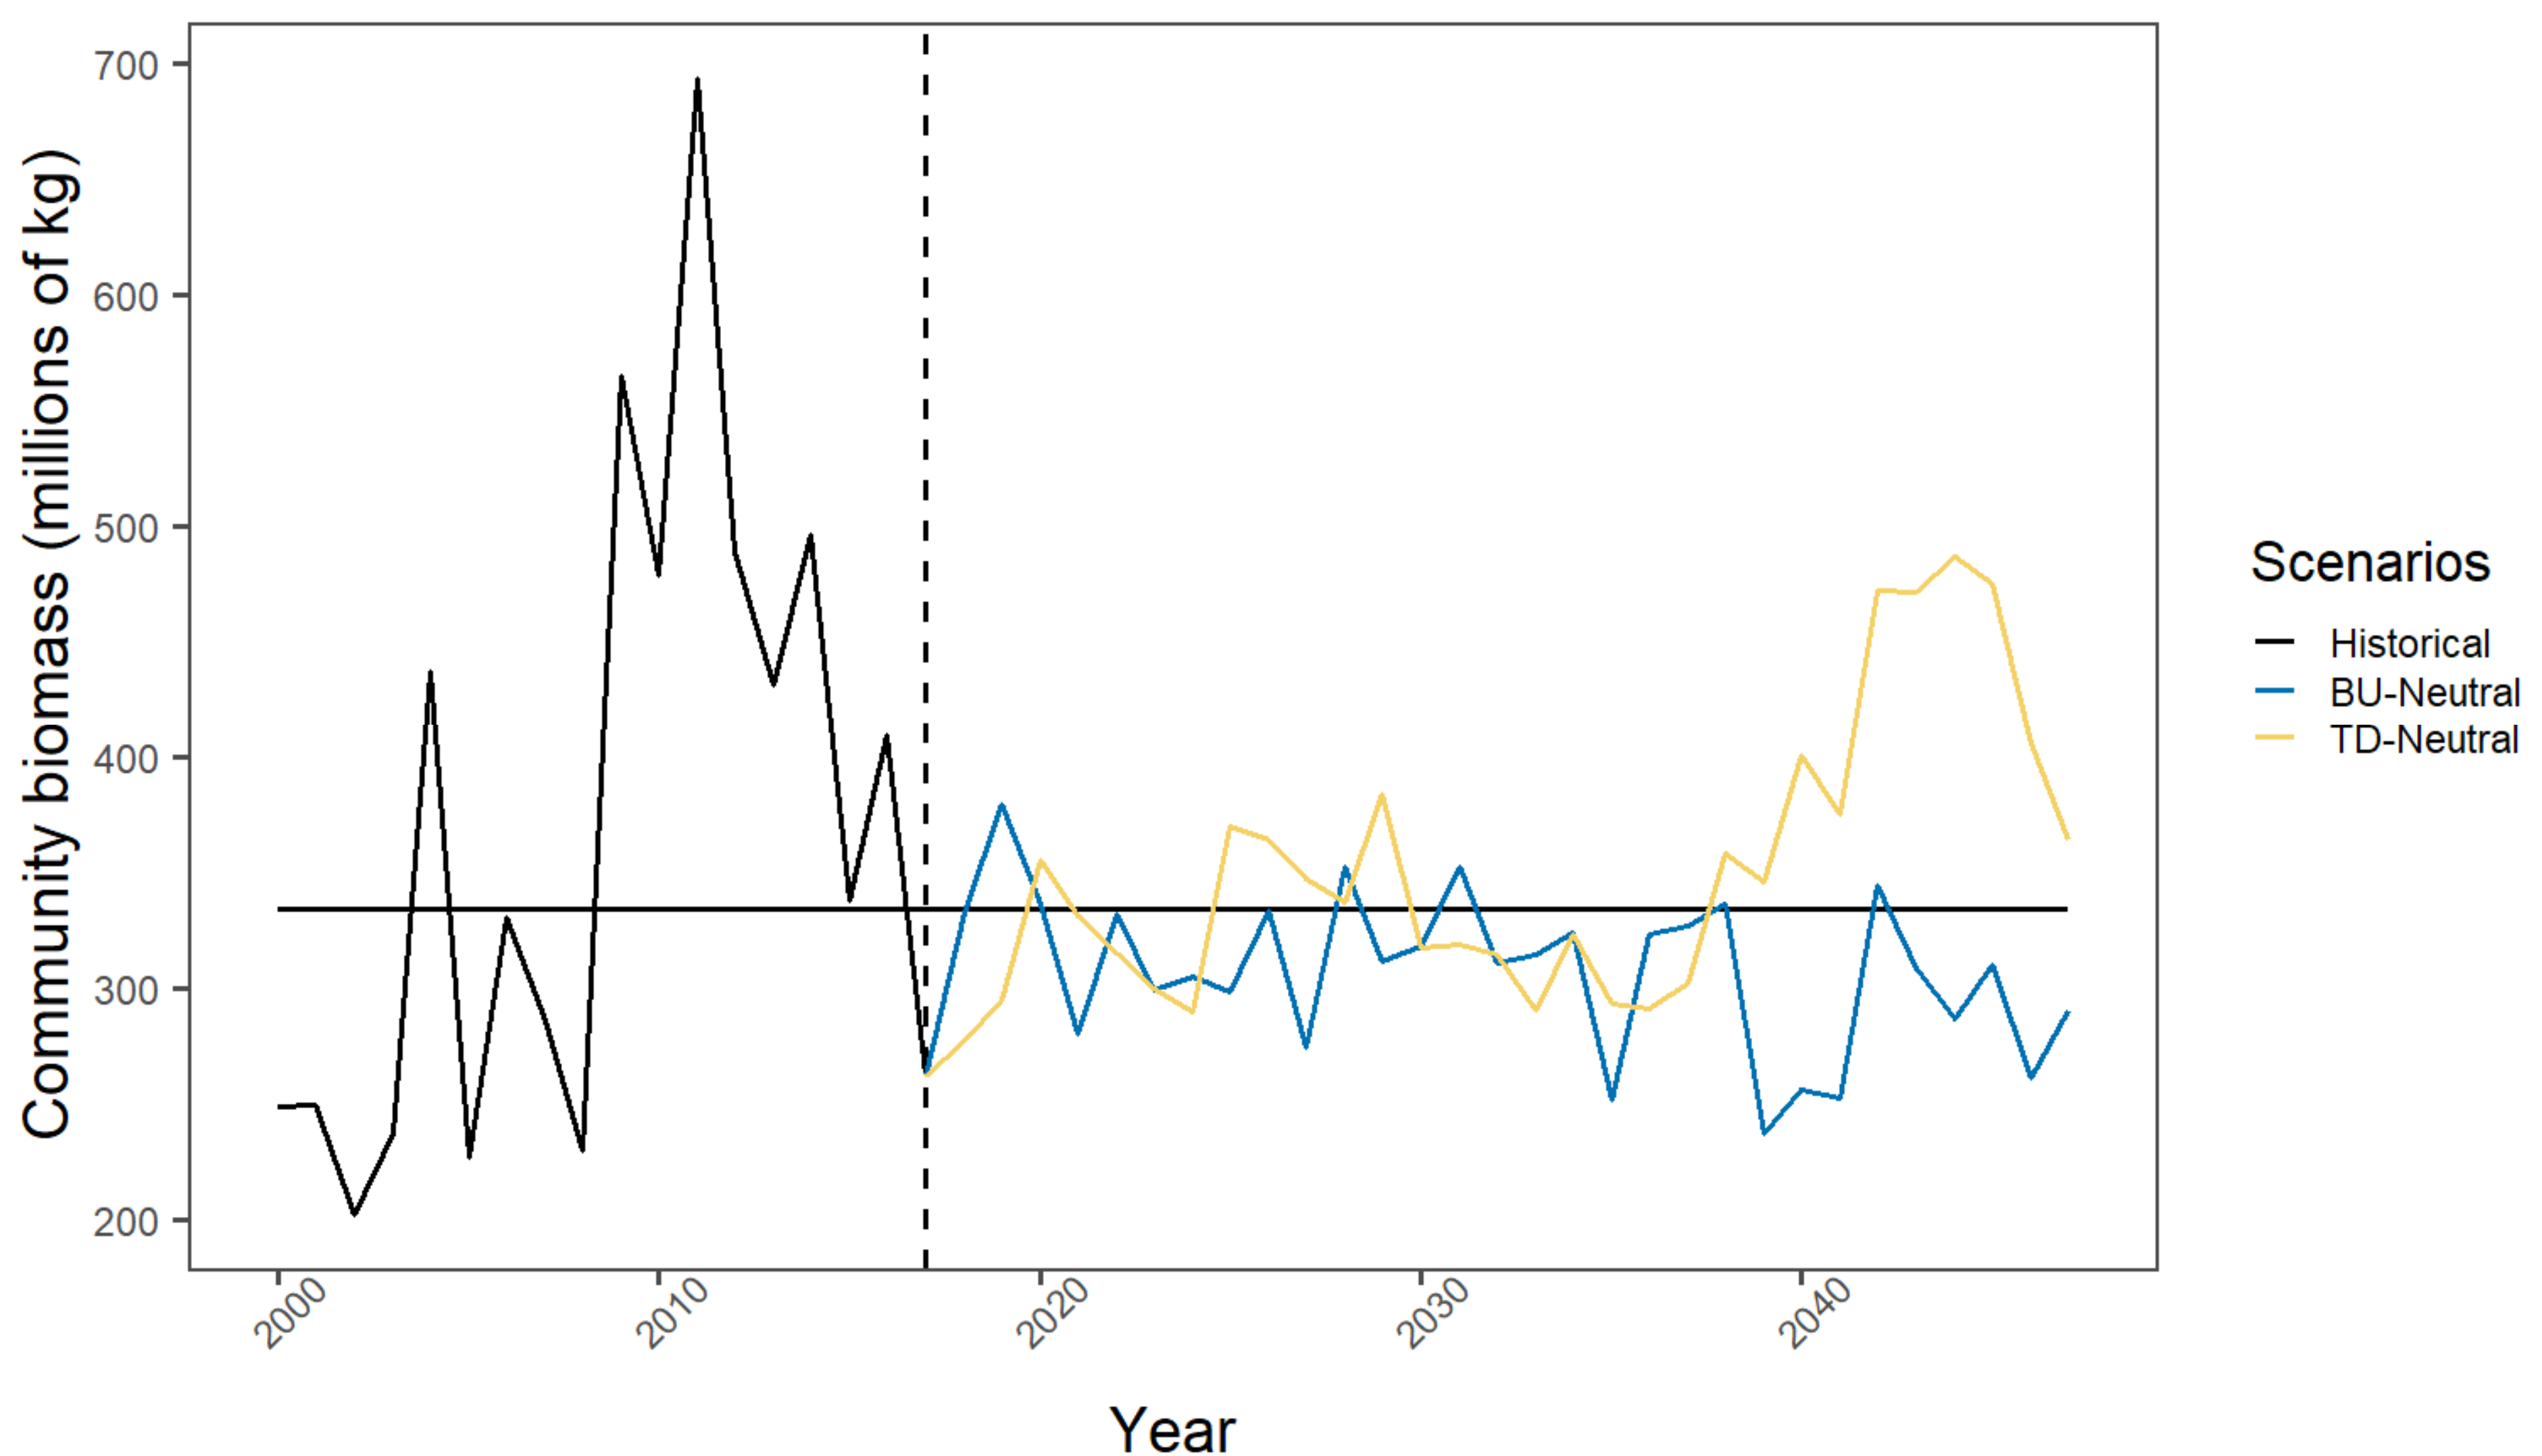 Community biomass (millions of kg)
700
600
500
400
300
200
2000
2010
2020
2030
2040
Year
Scenarios
Historical
BU-Neutral
TD-Neutral